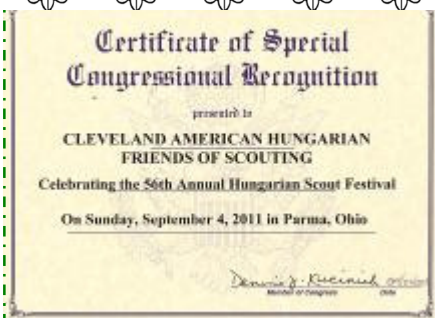 Certificate of Special
Congressional Recognition
presented to
CLEVELAND AMERICAN HUNGARIAN
FRIENDS OF SCOUTING
Celebrating the 56th Annual Hungarian Scout Festival
On Sunday, September 4, 2011 in Parma, Ohio
Dennis J. Kucinich
Member of Congress